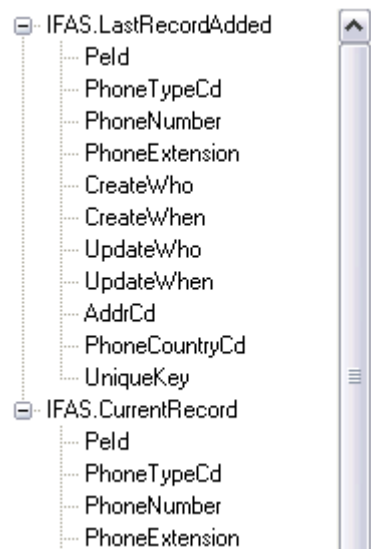 IFAS.LastRecordAdded
PeId
PhoneTypeCd
PhoneNumber
PhoneExtension
CreateWho
CreateWhen
UpdateWho
UpdateWhen
AddrCd
PhoneCountryCd
UniqueKey
IFAS.CurrentRecord
PeId
PhoneTypeCd
PhoneNumber
PhoneExtension